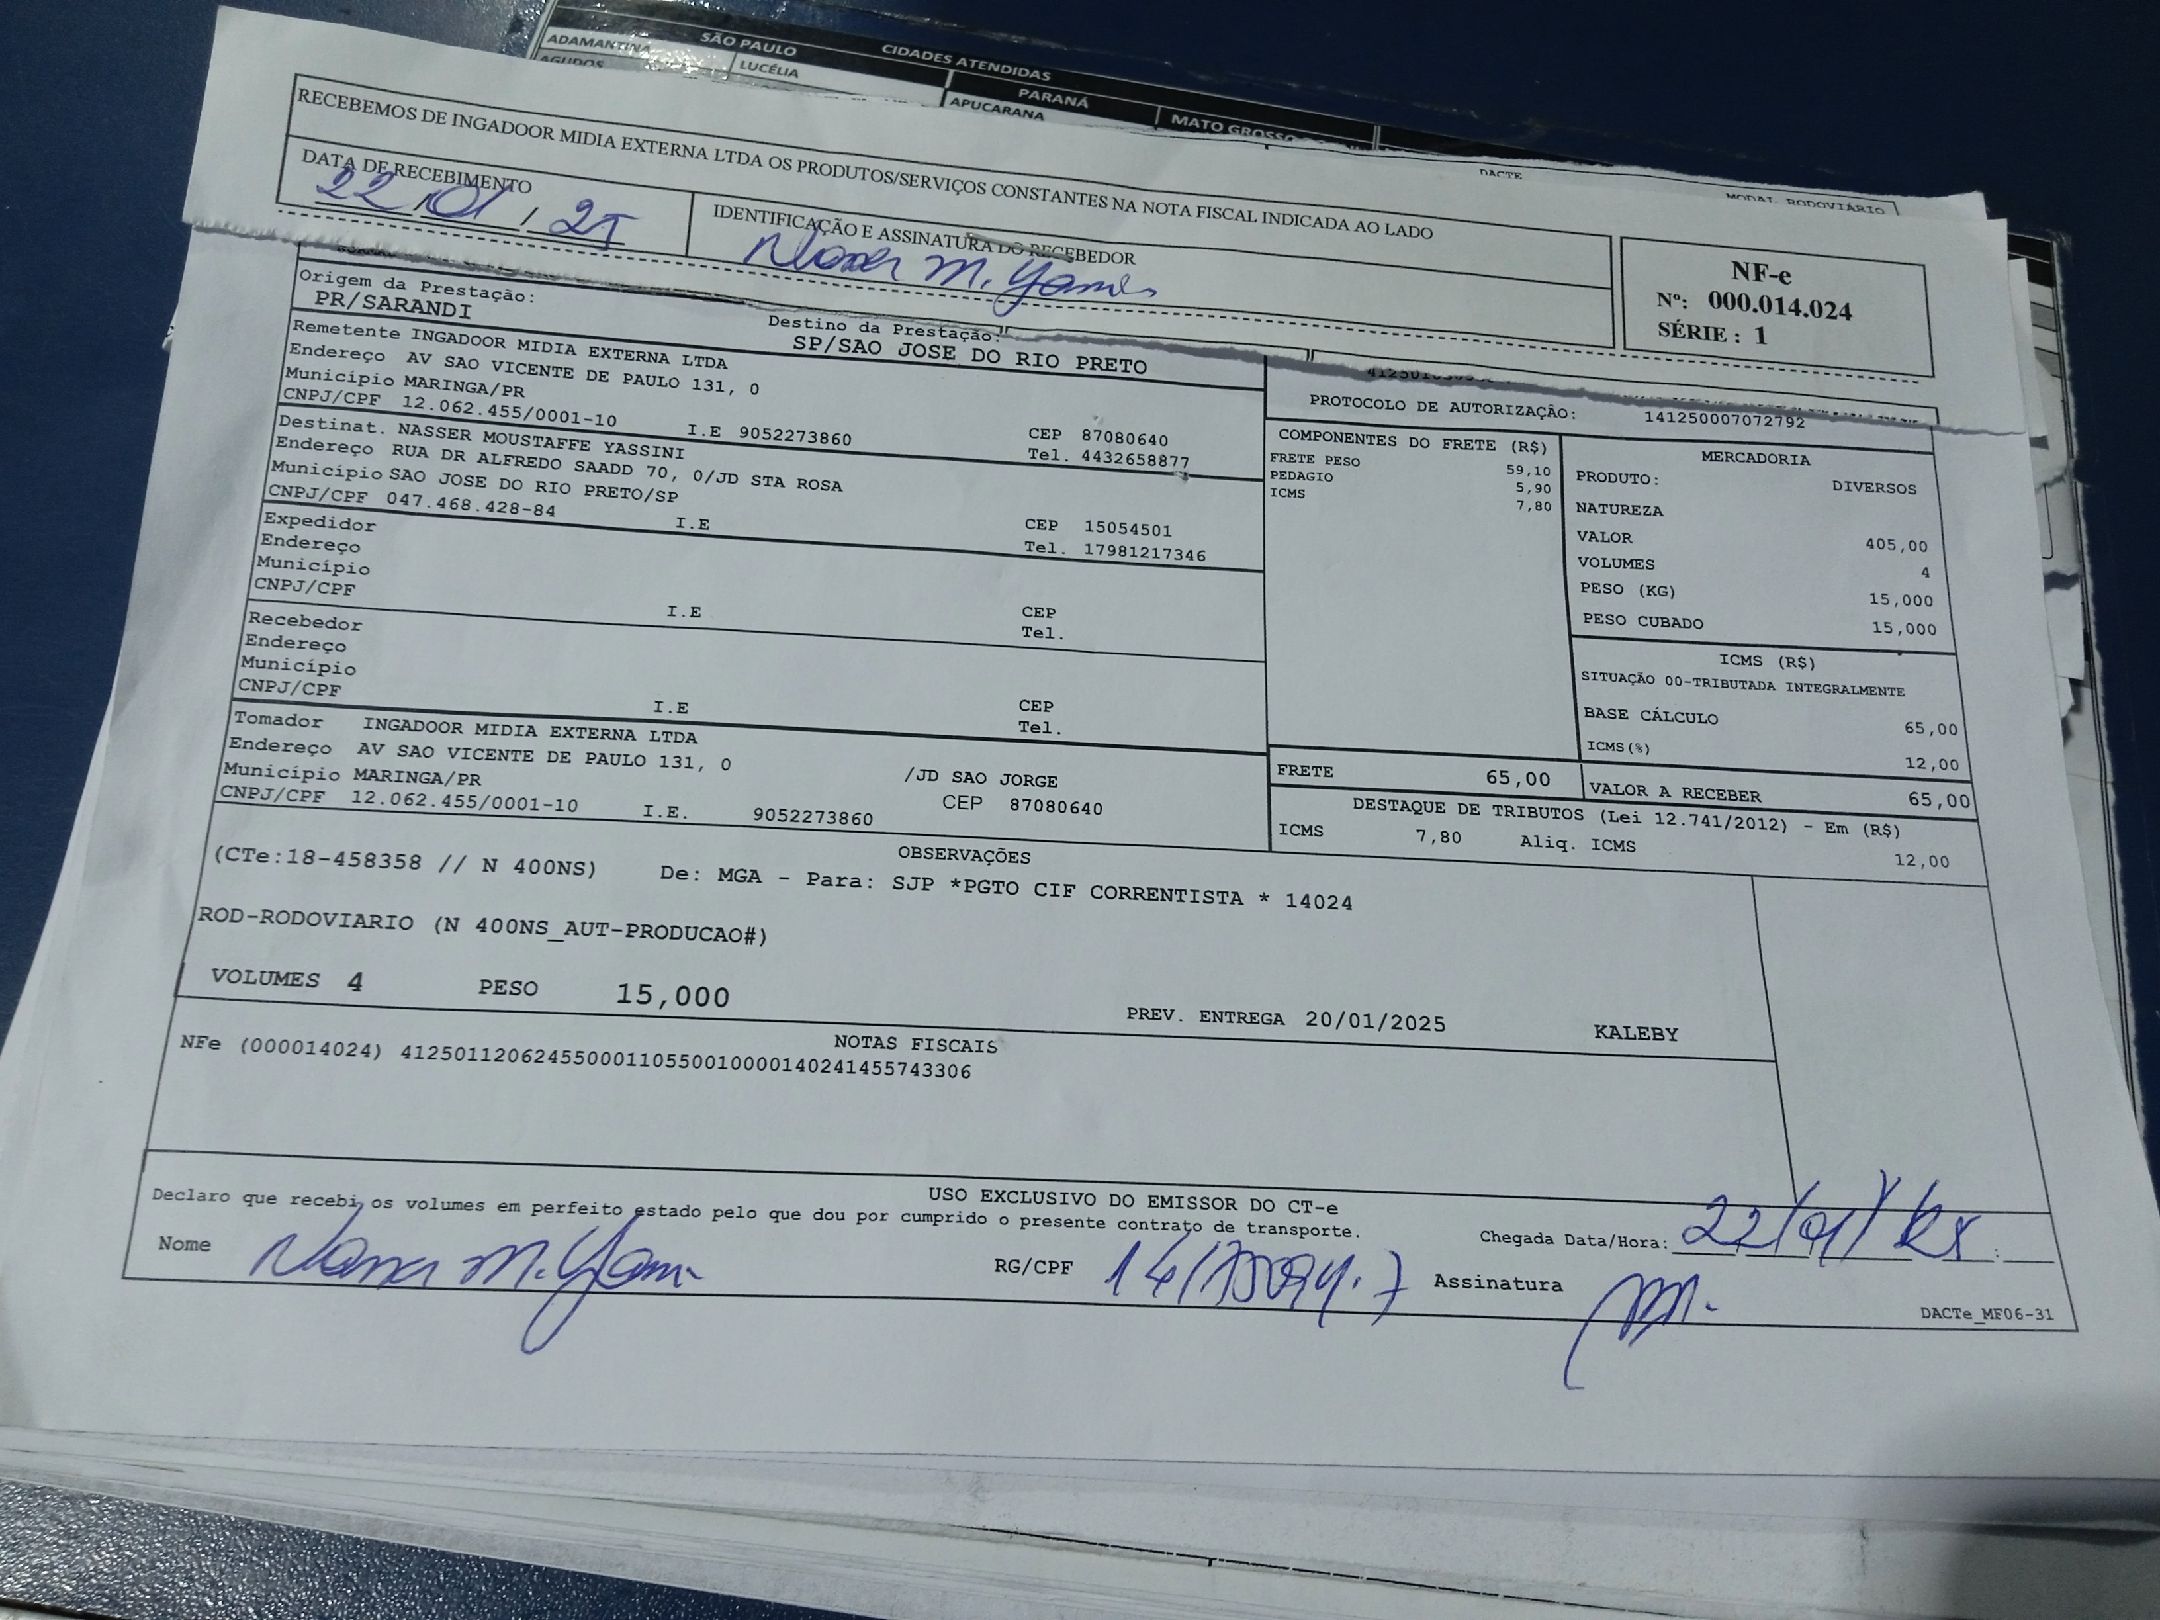 SÃO PAULO CIDADES ATENDIDAS
ADAMANTINA LUCÉLIA PARANÁ
AGUDOS APUCARANA MATO GROSSO
DACTE
MODAL RODOVIÁRIO
RECEBEMOS DE INGADOOR MIDIA EXTERNA LTDA OS PRODUTOS/SERVIÇOS CONSTANTES NA NOTA FISCAL INDICADA AO LADO
DATA DE RECEBIMENTO
22/01/25
IDENTIFICAÇÃO E ASSINATURA DO RECEBEDOR
NF-e
Nº: 000.014.024
SÉRIE : 1
Origem da Prestação:
PR/SARANDI
Destino da Prestação:
SP/SAO JOSE DO RIO PRETO
Remetente INGADOOR MIDIA EXTERNA LTDA
Endereço AV SAO VICENTE DE PAULO 131, 0
Município MARINGA/PR CEP 87080640
CNPJ/CPF 12.062.455/0001-10 I.E 9052273860 Tel. 4432658877
Destinat. NASSER MOUSTAFFE YASSINI
Endereço RUA DR ALFREDO SAADD 70, 0/JD STA ROSA
Município SAO JOSE DO RIO PRETO/SP CEP 15054501
CNPJ/CPF 047.468.428-84 I.E Tel. 17981217346
Expedidor
Endereço
Município CEP
CNPJ/CPF I.E Tel.
Recebedor
Endereço
Município CEP
CNPJ/CPF I.E Tel.
Tomador INGADOOR MIDIA EXTERNA LTDA
Endereço AV SAO VICENTE DE PAULO 131, 0 /JD SAO JORGE
Município MARINGA/PR CEP 87080640
CNPJ/CPF 12.062.455/0001-10 I.E. 9052273860
PROTOCOLO DE AUTORIZAÇÃO: 141250007072792
COMPONENTES DO FRETE (R$)
FRETE PESO 59,10
PEDAGIO 5,90
ICMS 7,80
MERCADORIA
PRODUTO: DIVERSOS
NATUREZA
VALOR 405,00
VOLUMES 4
PESO (KG) 15,000
PESO CUBADO 15,000
ICMS (R$)
SITUAÇÃO 00-TRIBUTADA INTEGRALMENTE
BASE CÁLCULO 65,00
ICMS(%) 12,00
FRETE 65,00 VALOR A RECEBER 65,00
DESTAQUE DE TRIBUTOS (Lei 12.741/2012) - Em (R$)
ICMS 7,80 Aliq. ICMS 12,00
OBSERVAÇÕES
(CTe:18-458358 // N 400NS) De: MGA - Para: SJP *PGTO CIF CORRENTISTA * 14024
ROD-RODOVIARIO (N 400NS_AUT-PRODUCAO#)
VOLUMES 4 PESO 15,000
PREV. ENTREGA 20/01/2025 KALEBY
NOTAS FISCAIS
NFe (000014024) 41250112062455000110550010000140241455743306
USO EXCLUSIVO DO EMISSOR DO CT-e
Declaro que recebi os volumes em perfeito estado pelo que dou por cumprido o presente contrato de transporte.
Chegada Data/Hora: 22/01/25 :
Nome RG/CPF Assinatura
DACTe_MF06-31